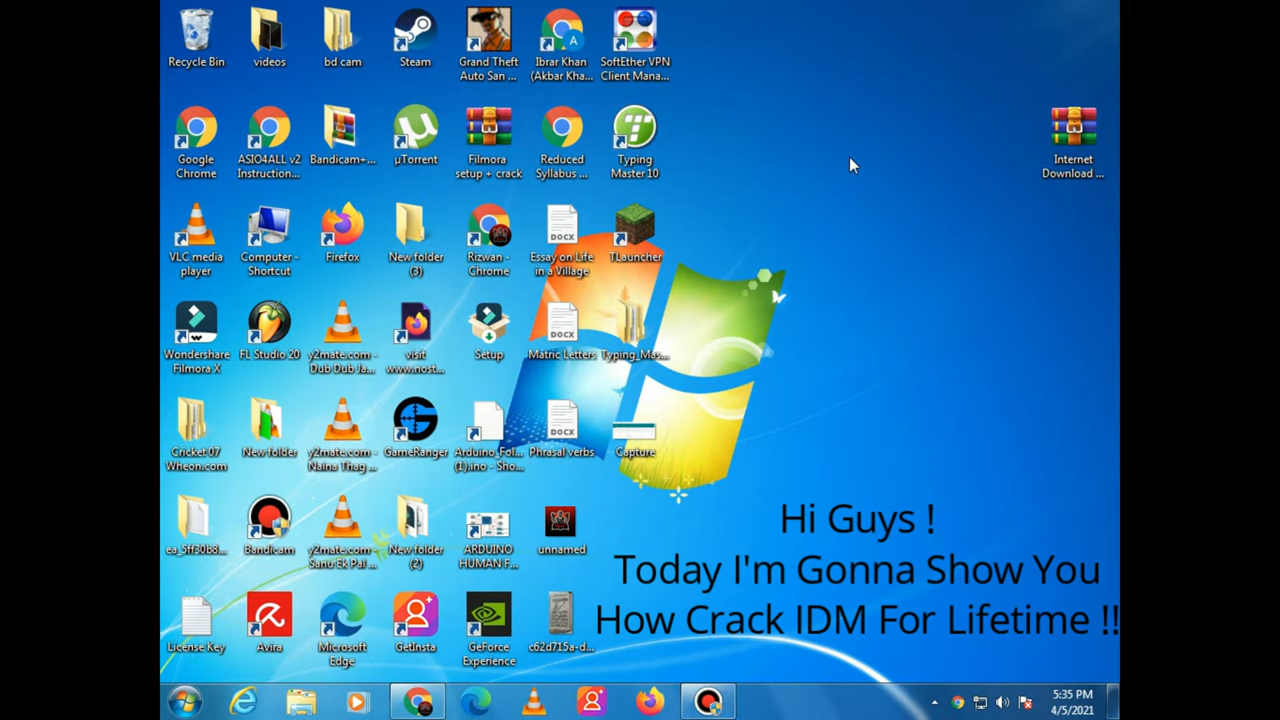 Recycle Bin
videos
bd cam
Steam
Grand Theft
Auto San ...
Ibrar Khan
(Akbar Kha...
SoftEther VPN
Client Mana...
Google
Chrome
ASIO4ALL v2
Instruction...
Bandicam+...
µTorrent
Filmora
setup + crack
Reduced
Syllabus ...
Typing
Master 10
Internet
Download ...
VLC media
player
Computer -
Shortcut
Firefox
New folder
(3)
Rizwan -
Chrome
Essay on Life
in a Village
TLauncher
Wondershare
Filmora X
FL Studio 20
y2mate.com -
Dub Dub Ja...
visit
www.nost...
Setup
Matric Letters
Typing_Mas...
Cricket 07
Wheon.com
New folder
y2mate.com -
Naina Thag ...
GameRanger
Arduino_Fol...
(1).ino - Sho...
Phrasal verbs
Capture
ea_5ff30b8...
Bandicam
y2mate.com -
Sanu Ek Pal ...
New folder
(2)
ARDUINO
HUMAN F...
unnamed
Hi Guys !
Today I'm Gonna Show You
How Crack IDM For Lifetime !!
License Key
Avira
Microsoft
Edge
GetInsta
GeForce
Experience
c62d715a-d...
5:35 PM
4/5/2021